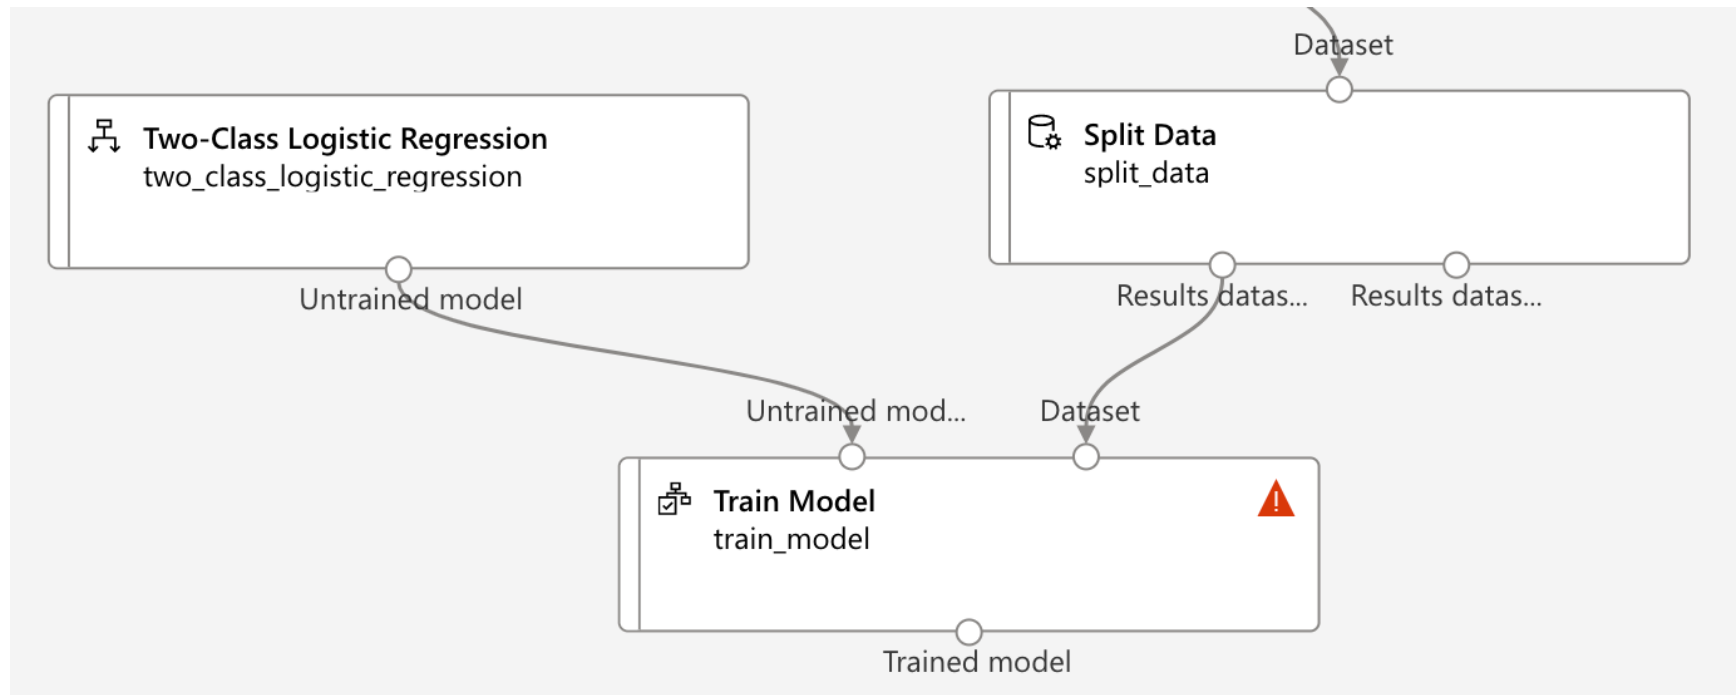 Dataset
Two-Class Logistic Regression
two_class_logistic_regression
Split Data
split_data
Untrained model
Results datas...
Results datas...
Untrained mod...
Dataset
Train Model
train_model
Trained model